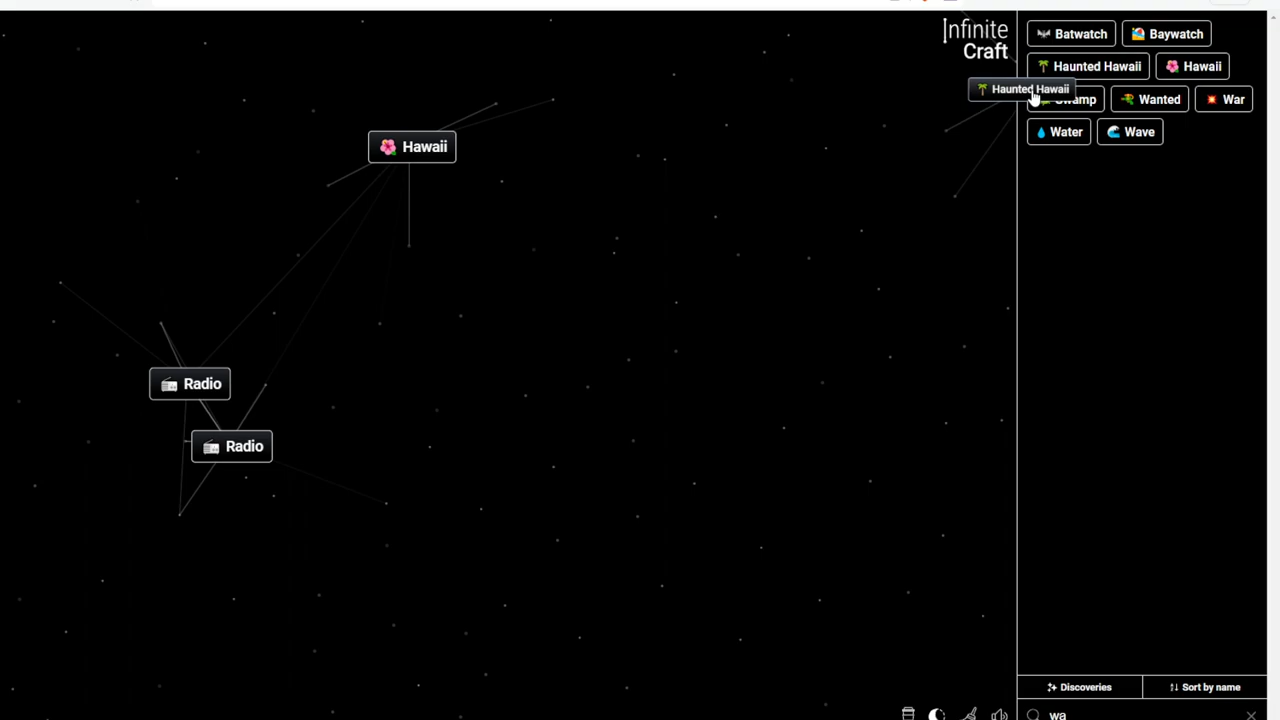 Infinite
Craft
Batwatch
Baywatch
Haunted Hawaii
Hawaii
Haunted Hawaii
Swamp
Wanted
War
Water
Wave
Hawaii
Radio
Radio
Discoveries
Sort by name
wa